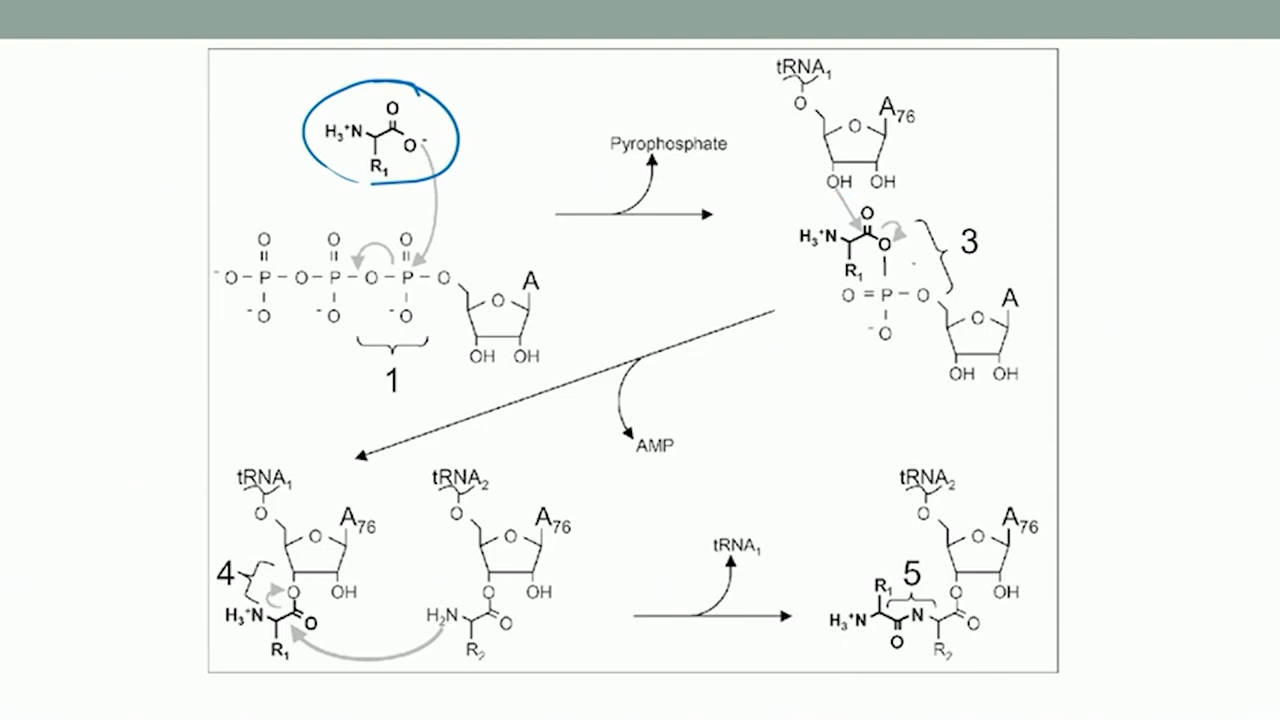 O
H₃⁺N
O⁻
R₁
O O O
⁻O – P – O – P – O – P – O
⁻O ⁻O ⁻O
O
A
OH OH
1
Pyrophosphate
tRNA₁
O
O
A₇₆
OH OH
O
H₃⁺N
O
R₁
3
O = P – O
⁻O
O
A
OH OH
AMP
tRNA₁
O
O
A₇₆
4
O
OH
H₃⁺N
O
R₁
tRNA₂
O
O
A₇₆
O
OH
H₂N
O
R₂
tRNA₁
tRNA₂
O
O
A₇₆
5
R₁
O
OH
H₃⁺N
N
O
O
R₂